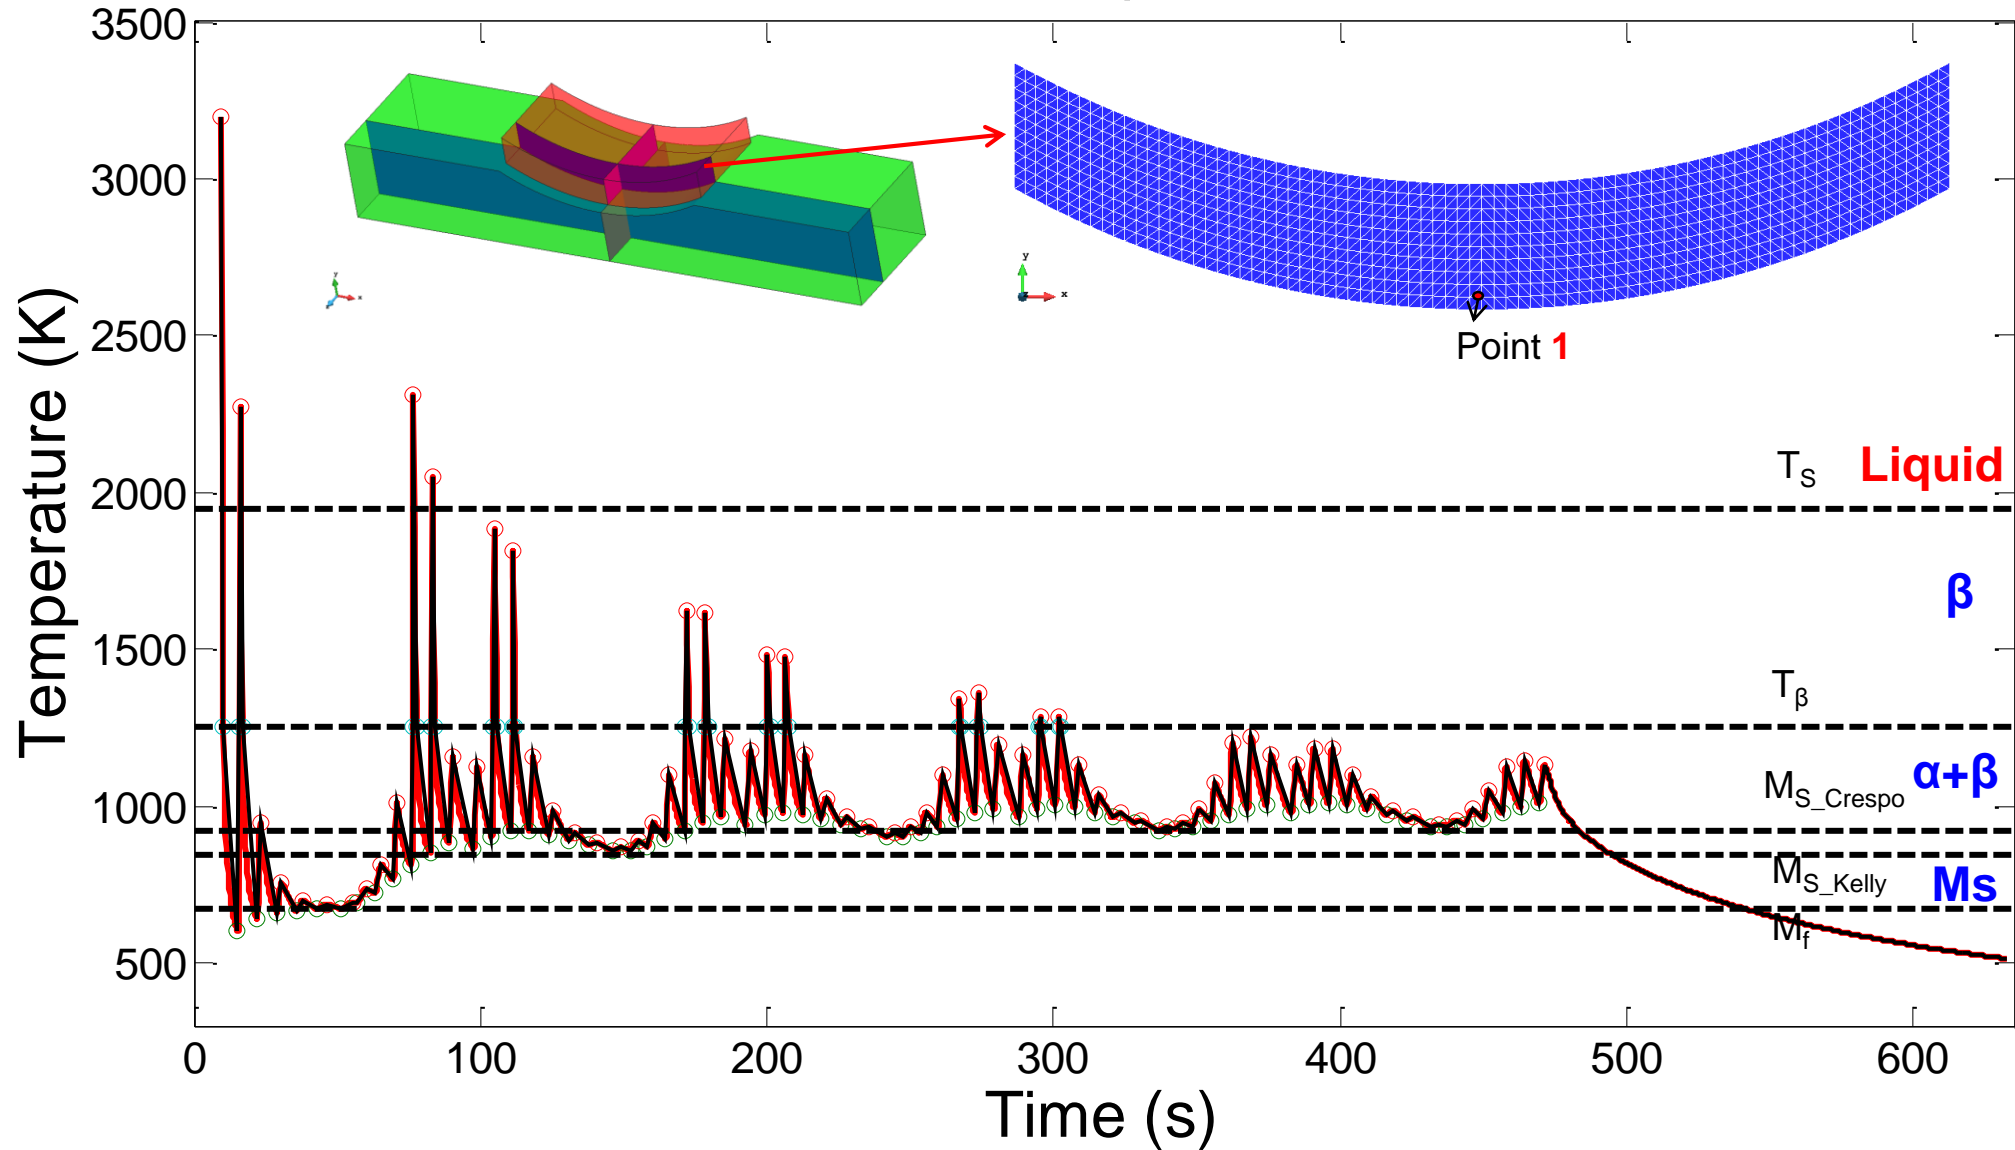 3500
3000
2500
2000
1500
1000
500
Temperature (K)
y
x
y
x
Point 1
T_S Liquid
β
T_β
α+β
M_S_Crespo
M_S_Kelly Ms
M_f
0 100 200 300 400 500 600
Time (s)